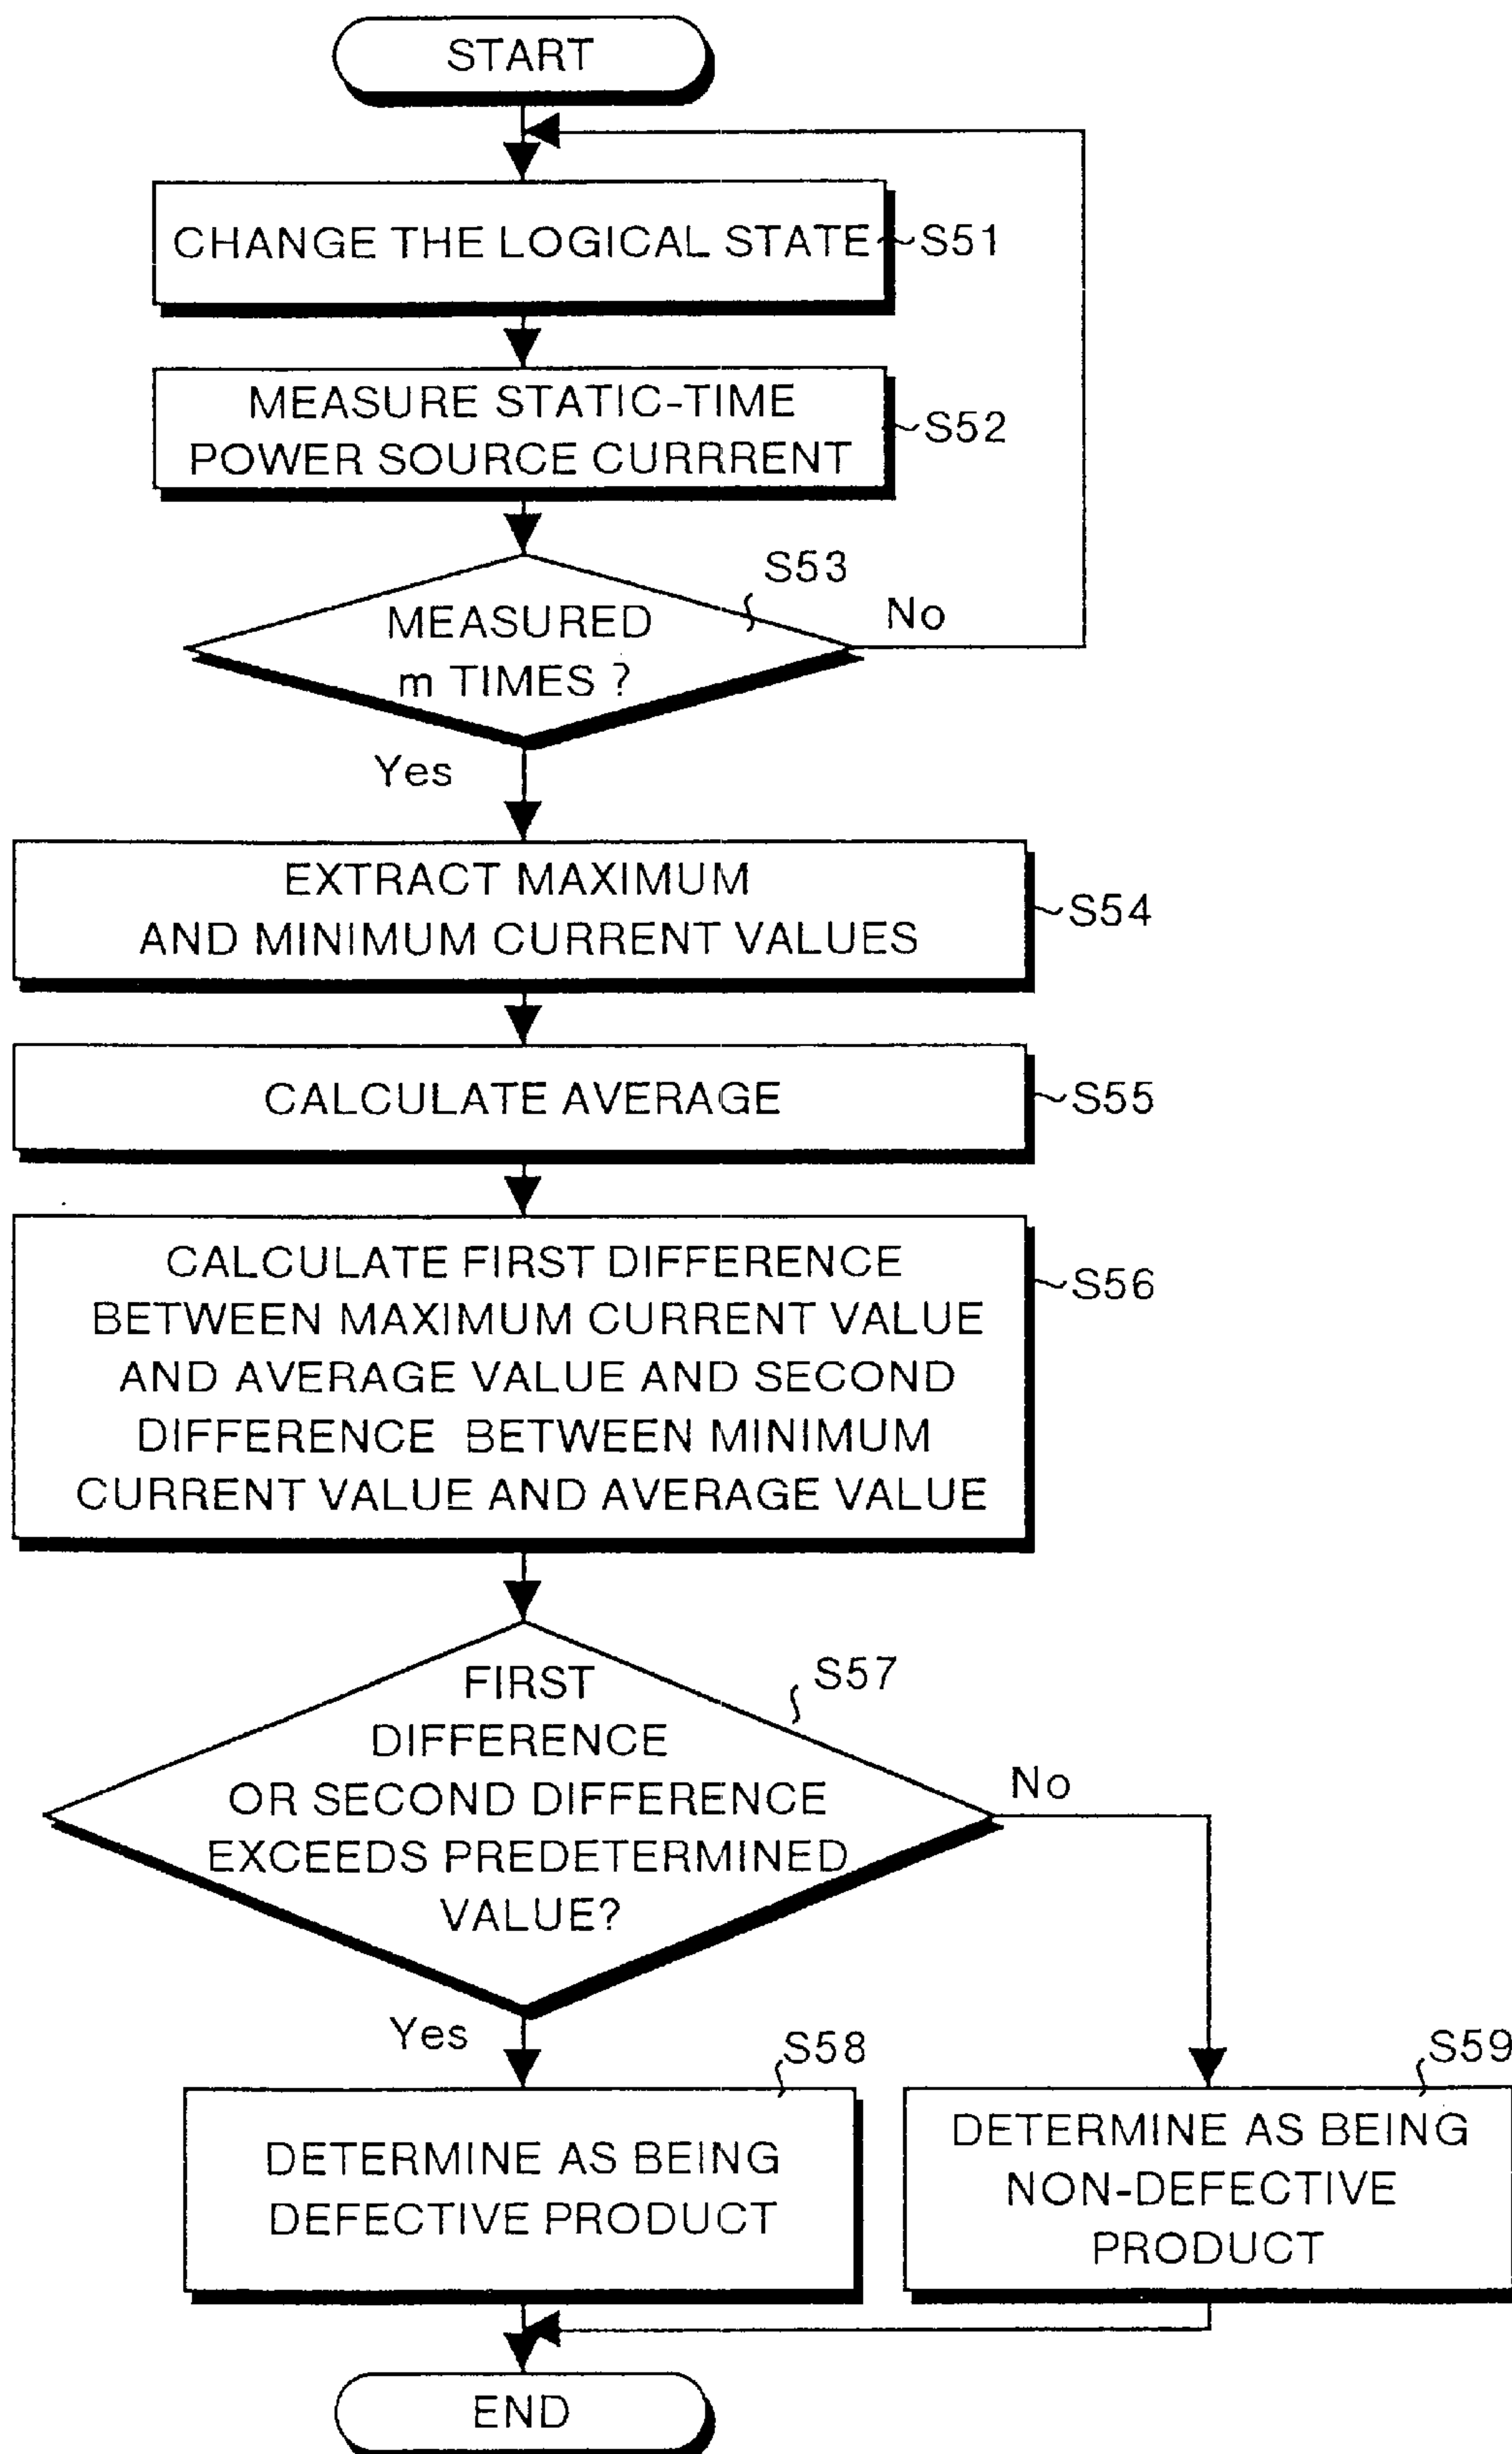 START
CHANGE THE LOGICAL STATE
S51
MEASURE STATIC-TIME
POWER SOURCE CURRRENT
S52
S53
MEASURED
m TIMES ?
No
Yes
EXTRACT MAXIMUM
AND MINIMUM CURRENT VALUES
S54
CALCULATE AVERAGE
S55
CALCULATE FIRST DIFFERENCE
BETWEEN MAXIMUM CURRENT VALUE
AND AVERAGE VALUE AND SECOND
DIFFERENCE BETWEEN MINIMUM
CURRENT VALUE AND AVERAGE VALUE
S56
S57
FIRST
DIFFERENCE
OR SECOND DIFFERENCE
EXCEEDS PREDETERMINED
VALUE?
No
Yes
S58
DETERMINE AS BEING
DEFECTIVE PRODUCT
S59
DETERMINE AS BEING
NON-DEFECTIVE
PRODUCT
END